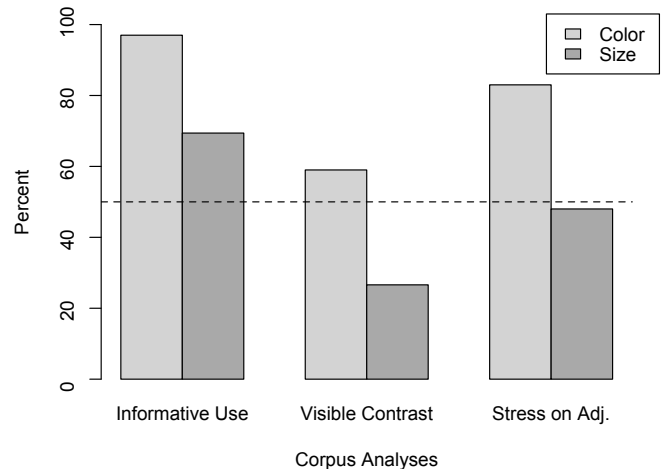 100
80
60
40
20
0
Percent
Color
Size
Informative Use
Visible Contrast
Stress on Adj.
Corpus Analyses